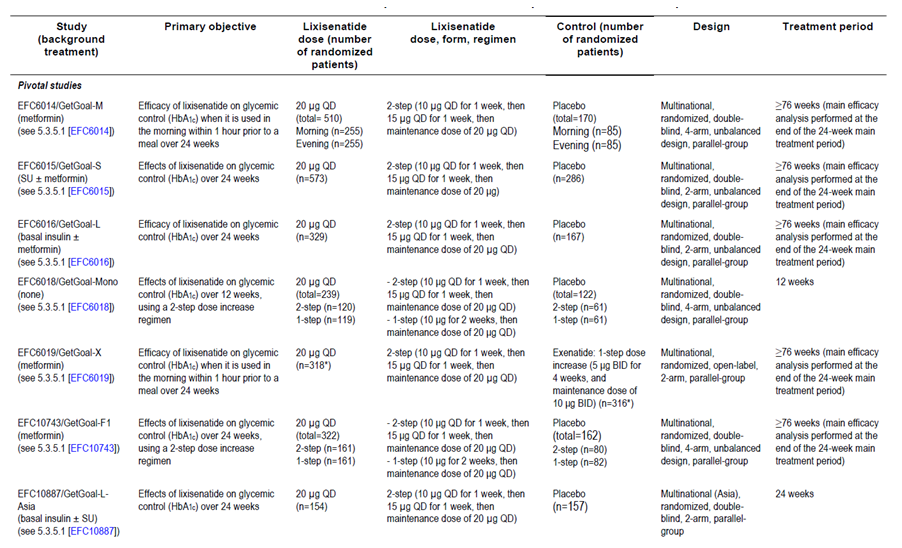 Study
(background
treatment)
Primary objective
Lixisenatide
dose (number
of randomized
patients)
Lixisenatide
dose, form, regimen
Control (number
of randomized
patients)
Design
Treatment period
Pivotal studies
EFC6014/GetGoal-M
(metformin)
(see 5.3.5.1 [EFC6014])
Efficacy of lixisenatide on glycemic
control (HbA1c) when it is used in
the morning within 1 hour prior to a
meal over 24 weeks
20 µg QD
(total= 510)
Morning (n=255)
Evening (n=255)
2-step (10 µg QD for 1 week, then
15 µg QD for 1 week, then
maintenance dose of 20 µg QD)
Placebo
(total=170)
Morning (n=85)
Evening (n=85)
Multinational,
randomized, double-
blind, 4-arm, unbalanced
design, parallel-group
≥76 weeks (main efficacy
analysis performed at the
end of the 24-week main
treatment period)
EFC6015/GetGoal-S
(SU ± metformin)
(see 5.3.5.1 [EFC6015])
Effects of lixisenatide on glycemic
control (HbA1c) over 24 weeks
20 µg QD
(n=573)
2-step (10 µg QD for 1 week, then
15 µg QD for 1 week, then
maintenance dose of 20 µg)
Placebo
(n=286)
Multinational,
randomized, double-
blind, 2-arm, unbalanced
design, parallel-group
≥76 weeks (main efficacy
analysis performed at the
end of the 24-week main
treatment period)
EFC6016/GetGoal-L
(basal insulin ±
metformin)
(see 5.3.5.1 [EFC6016])
Efficacy of lixisenatide on glycemic
control (HbA1c) over 24 weeks
20 µg QD
(n=329)
2-step (10 µg QD for 1 week, then
15 µg QD for 1 week, then
maintenance dose of 20 µg QD)
Placebo
(n=167)
Multinational,
randomized, double-
blind, 2-arm, unbalanced
design, parallel-group
≥76 weeks (main efficacy
analysis performed at the
end of the 24-week main
treatment period)
EFC6018/GetGoal-Mono
(none)
(see 5.3.5.1 [EFC6018])
Effects of lixisenatide on glycemic
control (HbA1c) over 12 weeks,
using a 2-step dose increase
regimen
20 µg QD
(total=239)
2-step (n=120)
1-step (n=119)
- 2-step (10 µg QD for 1 week, then
15 µg QD for 1 week, then
maintenance dose of 20 µg QD)
- 1-step (10 µg for 2 weeks, then
maintenance dose of 20 µg QD)
Placebo
(total=122)
2-step (n=61)
1-step (n=61)
Multinational,
randomized, double-
blind, 4-arm, unbalanced
design, parallel-group
12 weeks
EFC6019/GetGoal-X
(metformin)
(see 5.3.5.1 [EFC6019])
Efficacy of lixisenatide on glycemic
control (HbA1c) when it is used in
the morning within 1 hour prior to a
meal over 24 weeks
20 µg QD
(n=318*)
2-step (10 µg QD for 1 week, then
15 µg QD for 1 week, then
maintenance dose of 20 µg QD)
Exenatide: 1-step dose
increase (5 µg BID for
4 weeks, and
maintenance dose of
10 µg BID) (n=316*)
Multinational,
randomized, open-label,
2-arm, parallel-group
≥76 weeks (main efficacy
analysis performed at the
end of the 24-week main
treatment period)
EFC10743/GetGoal-F1
(metformin)
(see 5.3.5.1 [EFC10743])
Effects of lixisenatide on glycemic
control (HbA1c) over 24 weeks,
using a 2-step dose increase
regimen
20 µg QD
(total=322)
2-step (n=161)
1-step (n=161)
- 2-step (10 µg QD for 1 week, then
15 µg QD for 1 week, then
maintenance dose of 20 µg QD)
- 1-step (10 µg for 2 weeks, then
maintenance dose of 20 µg QD)
Placebo
(total=162)
2-step (n=80)
1-step (n=82)
Multinational,
randomized, double-
blind, 4-arm, unbalanced
design, parallel-group
≥76 weeks (main efficacy
analysis performed at the
end of the 24-week main
treatment period)
EFC10887/GetGoal-L-
Asia
(basal insulin ± SU)
(see 5.3.5.1 [EFC10887])
Effects of lixisenatide on glycemic
control (HbA1c) over 24 weeks
20 µg QD
(n=154)
2-step (10 µg QD for 1 week, then
15 µg QD for 1 week, then
maintenance dose of 20 µg QD)
Placebo
(n=157)
Multinational (Asia),
randomized, double-
blind, 2-arm, parallel-
group
24 weeks